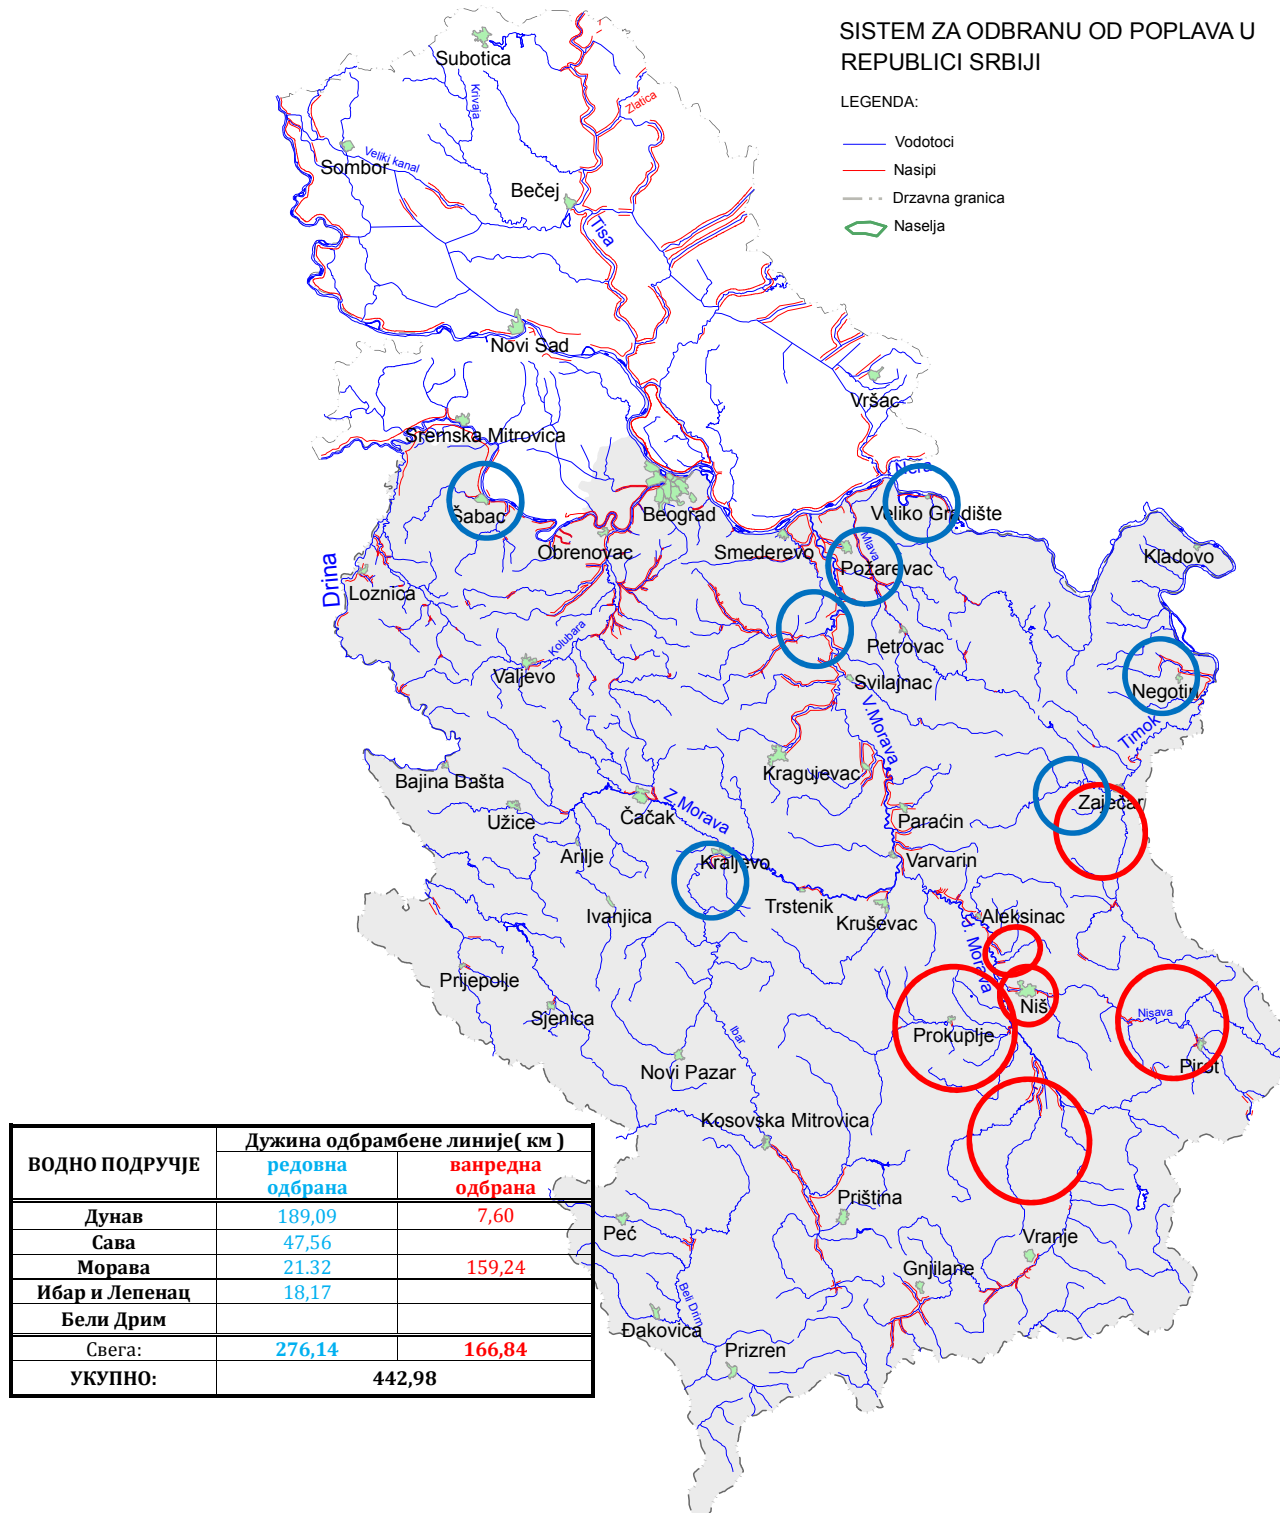 SISTEM ZA ODBRANU OD POPLAVA U
REPUBLICI SRBIJI
LEGENDA:
Vodotoci
Nasipi
Drzavna granica
Naselja
Subotica
Krivaja
Zlatica
Sombor
Veliki kanal
Bečej
Tisa
Novi Sad
Vršac
Sremska Mitrovica
Nera
Šabac
Beograd
Veliko Gradište
Obrenovac
Smederevo
Mlava
Požarevac
Kladovo
Drina
Loznica
Kolubara
Petrovac
Valjevo
Svilajnac
Negotin
V.Morava
Timok
Bajina Bašta
Kragujevac
Užice
Čačak
Z.Morava
Paraćin
Zaječar
Arilje
Kraljevo
Varvarin
Ivanjica
Trstenik
Kruševac
Aleksinac
J. Morava
Prijepolje
Sjenica
Ibar
Niš
Prokuplje
Nišava
Pirot
Novi Pazar
Kosovska Mitrovica
Priština
Peć
Vranje
Gnjilane
Beli Drim
Đakovica
Prizren
ВОДНО ПОДРУЧЈЕ
Дужина одбрамбене линије( км )
редовна
одбрана
ванредна
одбрана
Дунав 189,09 7,60
Сава 47,56
Морава 21.32 159,24
Ибар и Лепенац 18,17
Бели Дрим
Свега: 276,14 166,84
УКУПНО: 442,98